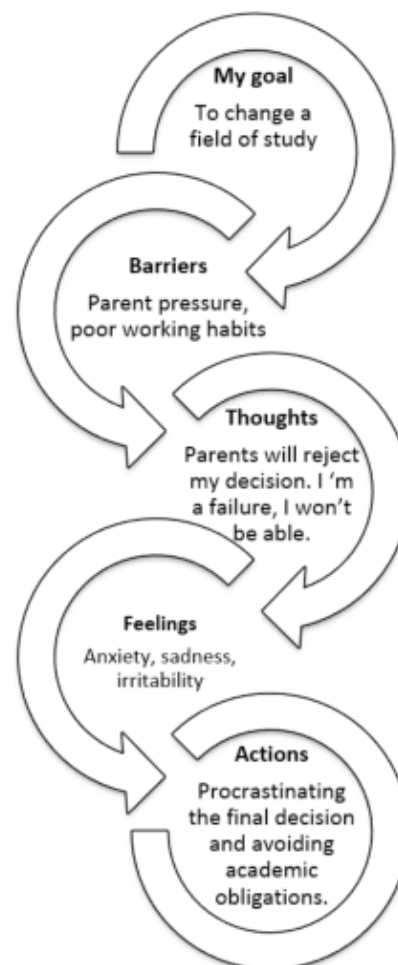 My goal
To change a
field of study
Barriers
Parent pressure,
poor working habits
Thoughts
Parents will reject
my decision. I ‘m
a failure, I won’t
be able.
Feelings
Anxiety, sadness,
irritability
Actions
Procrastinating
the final decision
and avoiding
academic
obligations.